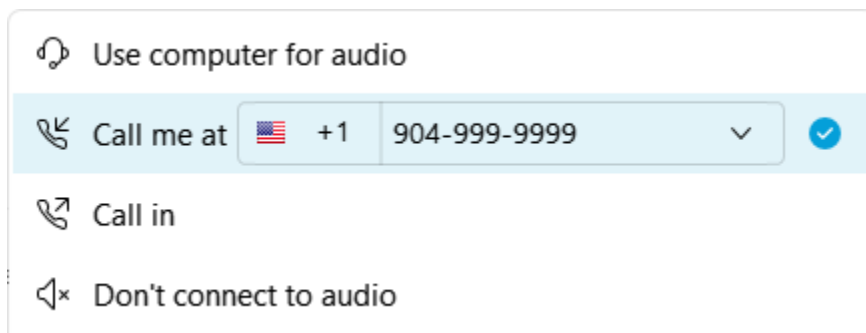 Use computer for audio
Call me at +1 904-999-9999
Call in
Don't connect to audio